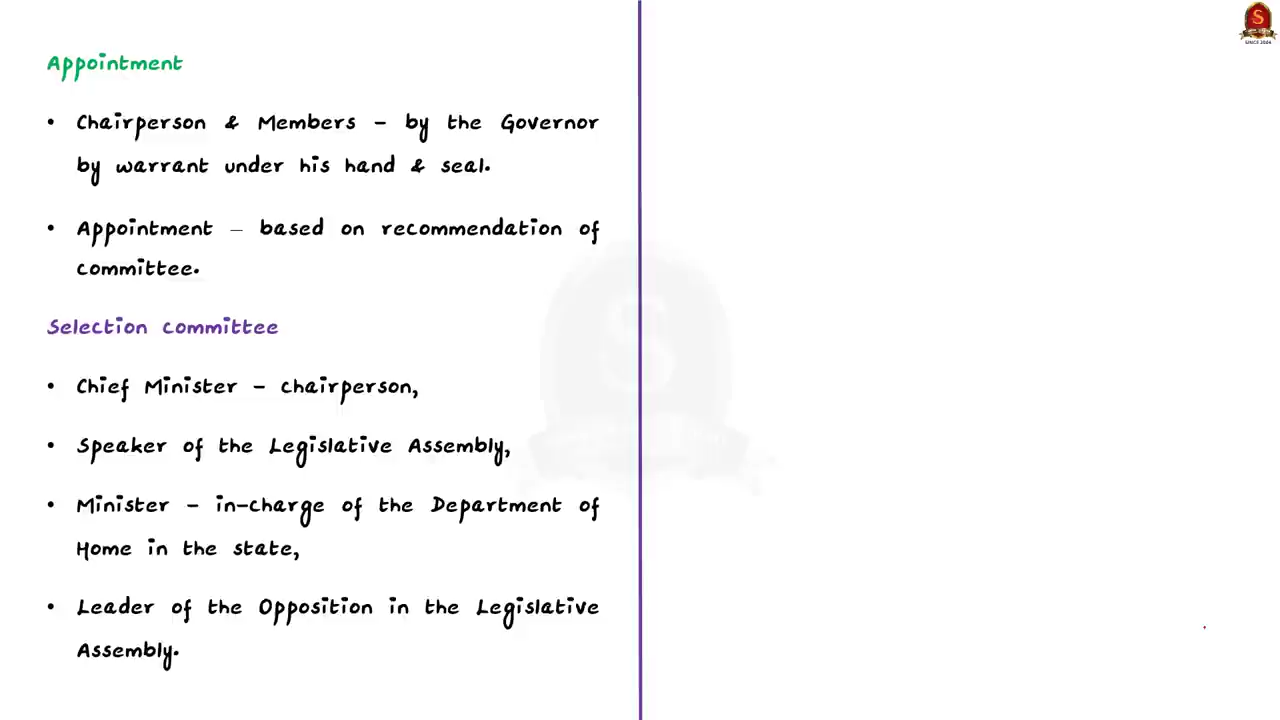 Appointment
• Chairperson & Members - by the Governor
by warrant under his hand & seal.
• Appointment – based on recommendation of
committee.
Selection committee
• Chief Minister - chairperson,
• Speaker of the Legislative Assembly,
• Minister - in-charge of the Department of
Home in the state,
• Leader of the Opposition in the Legislative
Assembly.
S
SINCE 2004